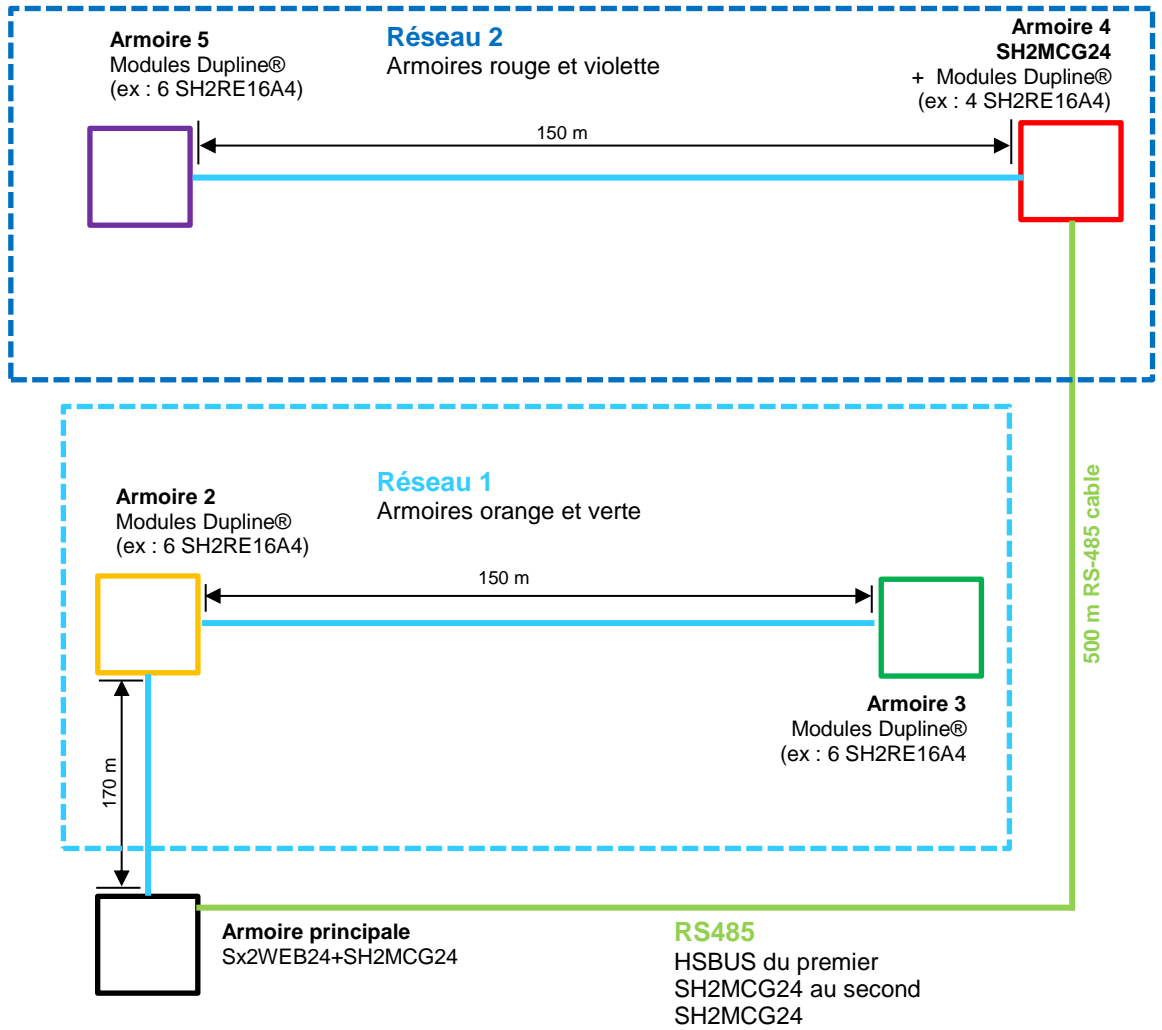 Armoire 5
Modules Dupline®
(ex : 6 SH2RE16A4)
Réseau 2
Armoires rouge et violette
Armoire 4
SH2MCG24
+ Modules Dupline®
(ex : 4 SH2RE16A4)
150 m
Réseau 1
Armoires orange et verte
Armoire 2
Modules Dupline®
(ex : 6 SH2RE16A4)
150 m
500 m RS-485 cable
Armoire 3
Modules Dupline®
(ex : 6 SH2RE16A4
170 m
Armoire principale
Sx2WEB24+SH2MCG24
RS485
HSBUS du premier
SH2MCG24 au second
SH2MCG24